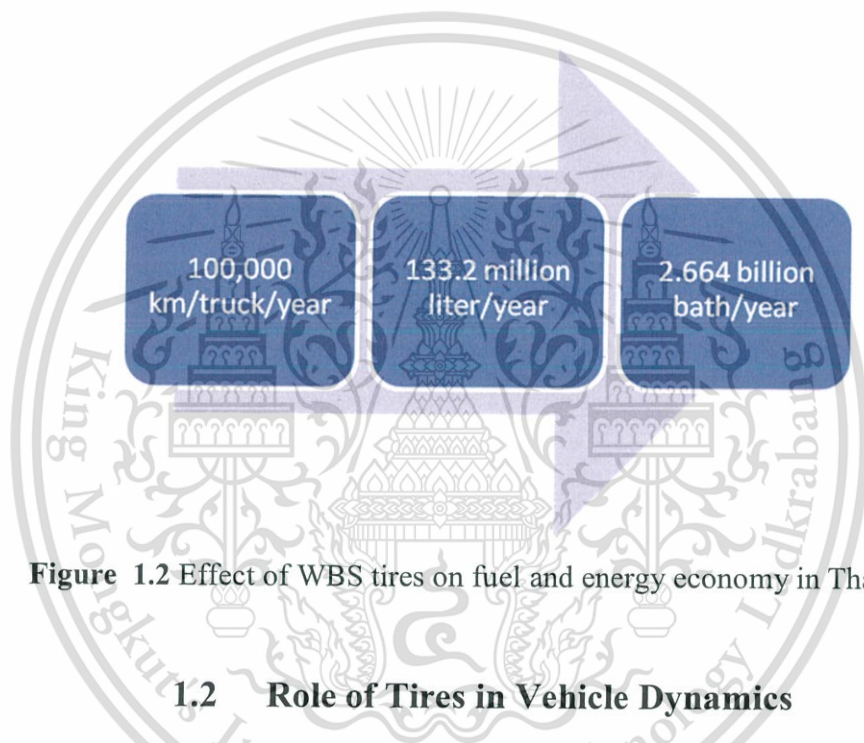 100,000
km/truck/year
133.2 million
liter/year
2.664 billion
bath/year
Figure 1.2 Effect of WBS tires on fuel and energy economy in Tha
1.2 Role of Tires in Vehicle Dynamics
King Mongkut's
Ladkrabang